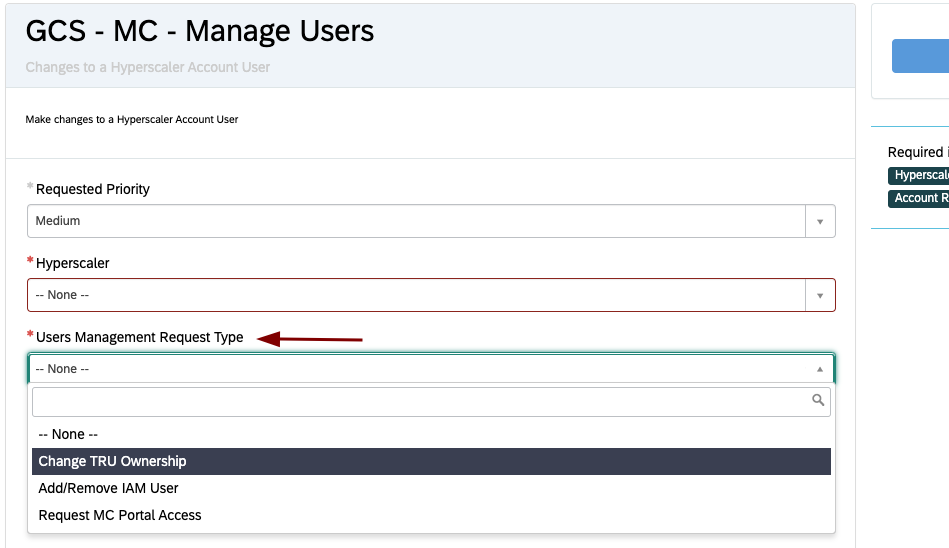 GCS - MC - Manage Users
Changes to a Hyperscaler Account User
Make changes to a Hyperscaler Account User
* Requested Priority
Medium
* Hyperscaler
-- None --
* Users Management Request Type
-- None --
-- None --
Change TRU Ownership
Add/Remove IAM User
Request MC Portal Access
Required
Account